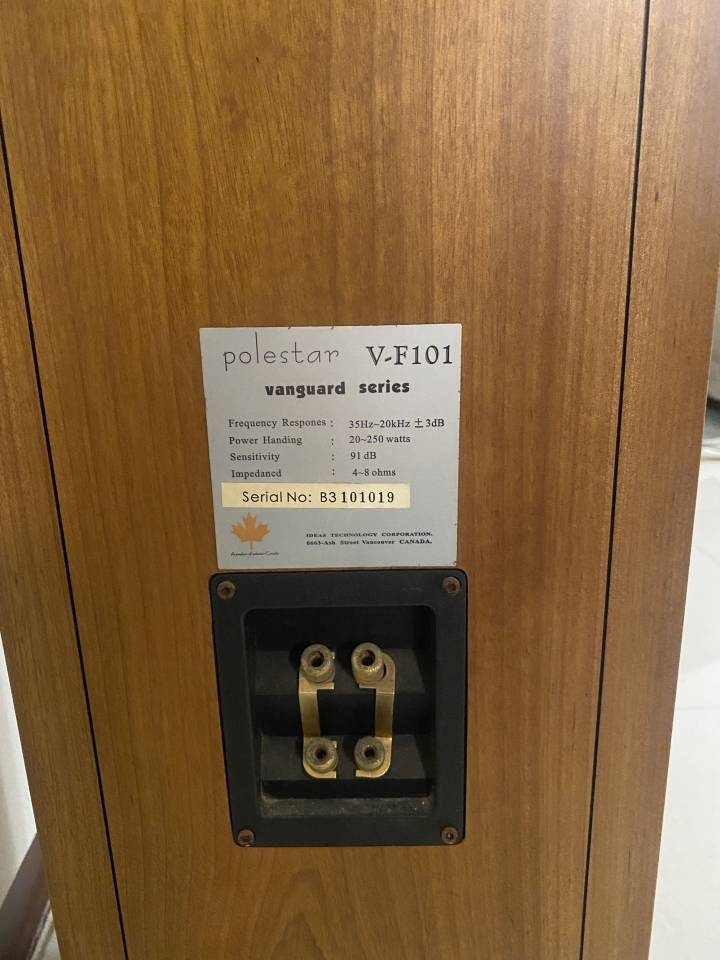 polestar V-F101
vanguard series
Frequency Respones : 35Hz~20kHz ±3dB
Power Handing : 20~250 watts
Sensitivity : 91 dB
Impedancd : 4~8 ohms
Serial No: B3101019
IDEAS TECHNOLOGY CORPORATION.
6663-Ash Street Vancouver CANADA.